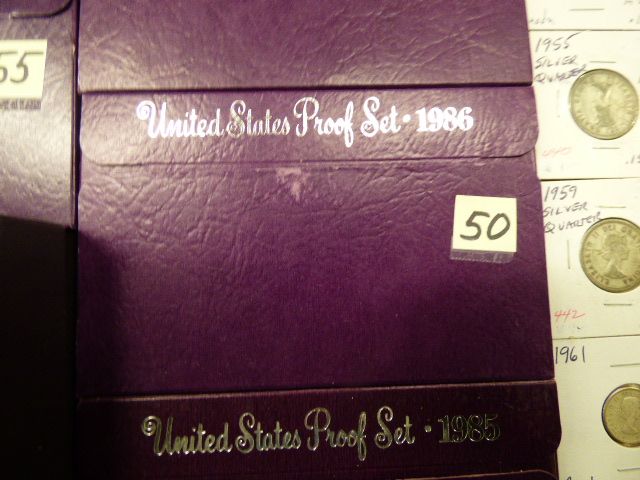 55
United States Proof Set · 1986
50
United States Proof Set · 1985
1955
SILVER
QUARTER
1959
SILVER
QUARTER
442
1961